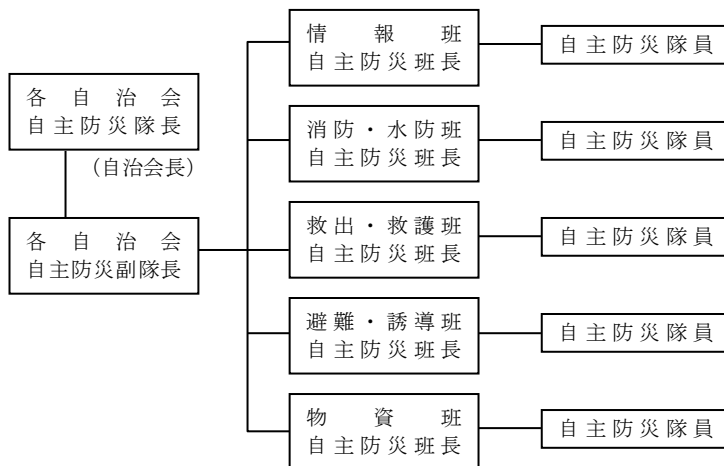 各自治会
自主防災隊長
(自治会長)
各自治会
自主防災副隊長
情報班
自主防災班長
自主防災隊員
消防・水防班
自主防災班長
自主防災隊員
救出・救護班
自主防災班長
自主防災隊員
避難・誘導班
自主防災班長
自主防災隊員
物資班
自主防災班長
自主防災隊員